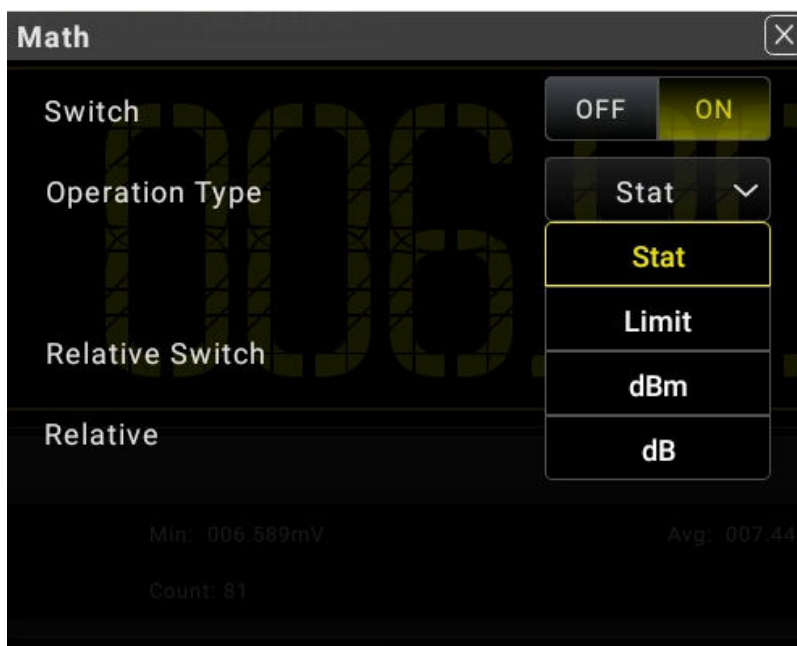 Math
Switch OFF ON
Operation Type Stat
Stat
Limit
Relative Switch
dBm
Relative
dB
Min: 006.589mV Avg: 007.44
Count: 81